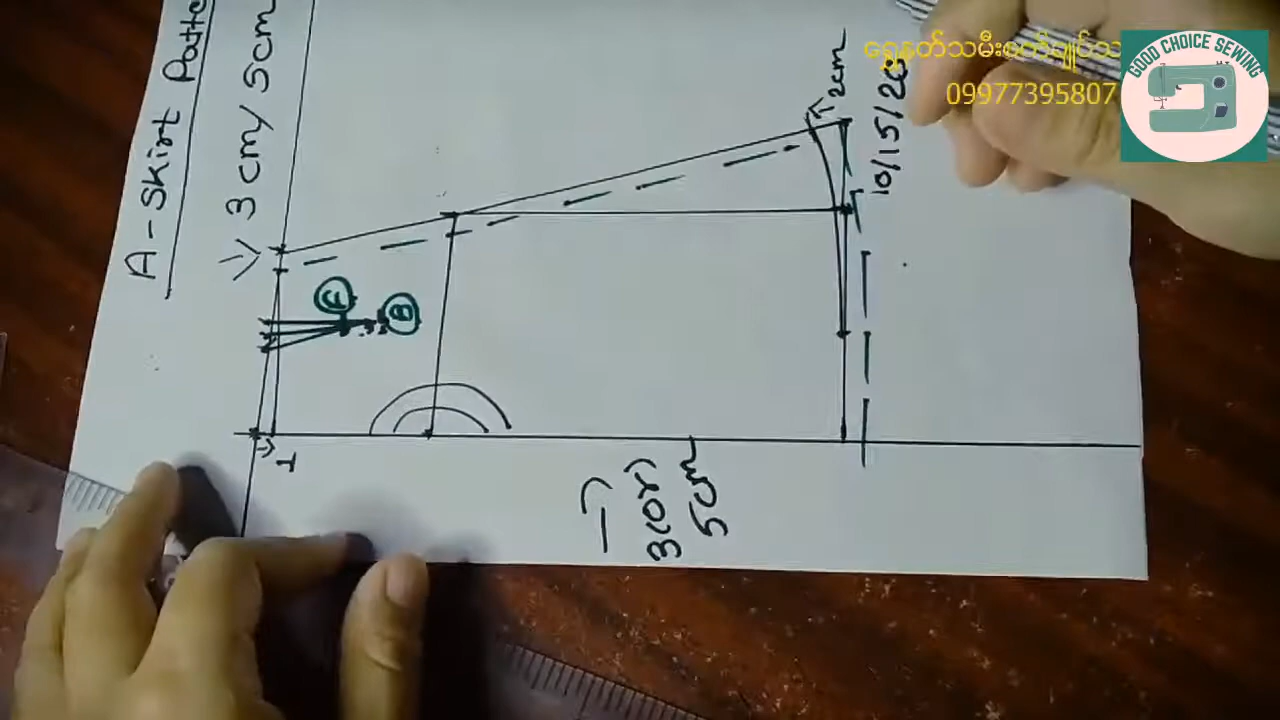 A-Skirt Patte
↓ 3 cm/5cm
F
B
1
→
3(or)
5cm
↑2cm
10/15/20
ရွှေနတ်သမီးစက်ချုပ်သ
09977395807
GOOD CHOICE SEWING